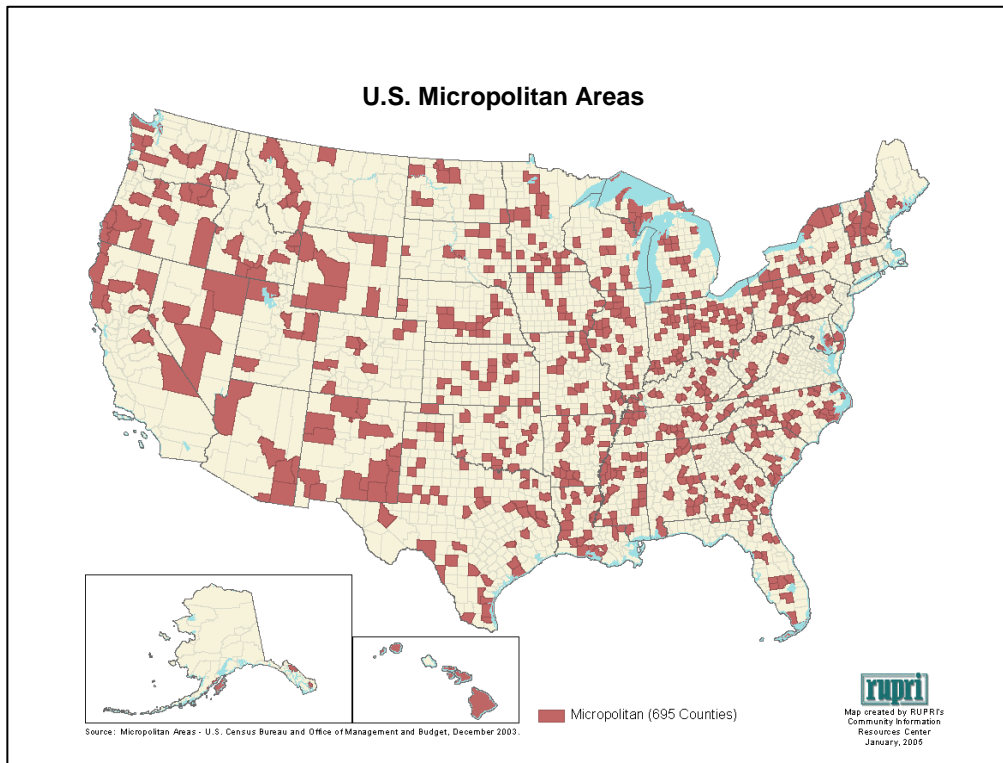 U.S. Micropolitan Areas
Micropolitan (695 Counties)
Source: Micropolitan Areas - U.S. Census Bureau and Office of Management and Budget, December 2003.
rupri
Map created by RUPRI's
Community Information
Resources Center
January, 2005